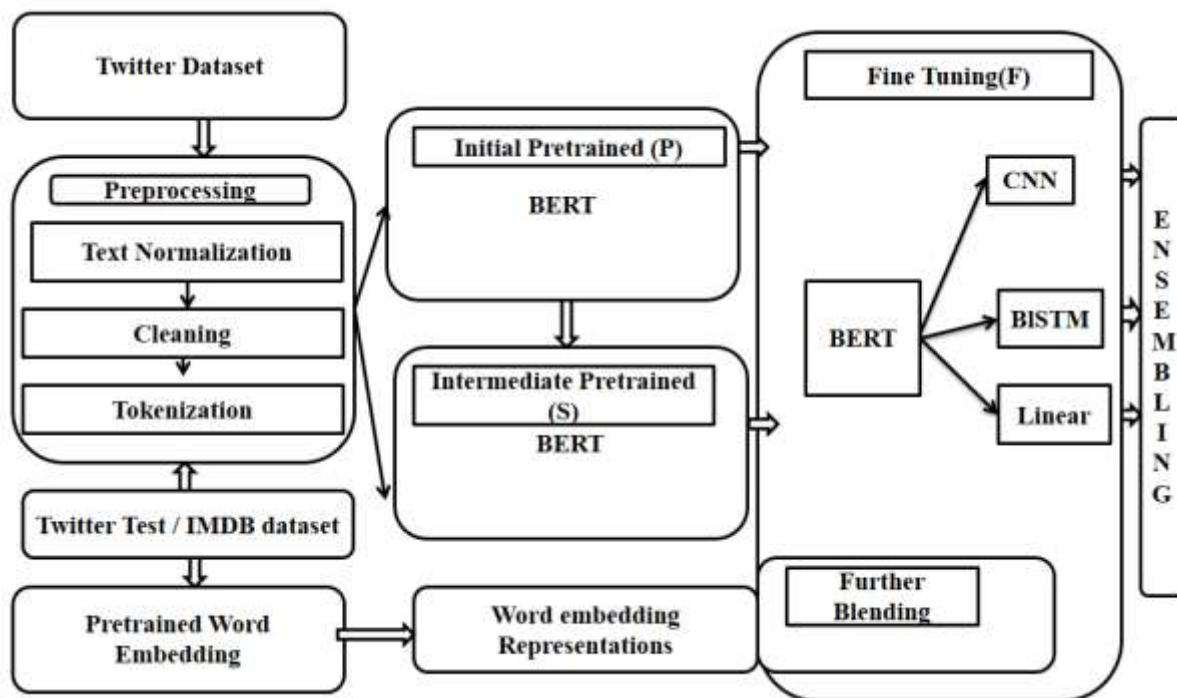 Twitter Dataset
Preprocessing
Text Normalization
Cleaning
Tokenization
Twitter Test / IMDB dataset
Pretrained Word
Embedding
Initial Pretrained (P)
BERT
Intermediate Pretrained
(S)
BERT
Word embedding
Representations
Fine Tuning(F)
BERT
CNN
BlSTM
Linear
Further
Blending
E
N
S
E
M
B
L
I
N
G